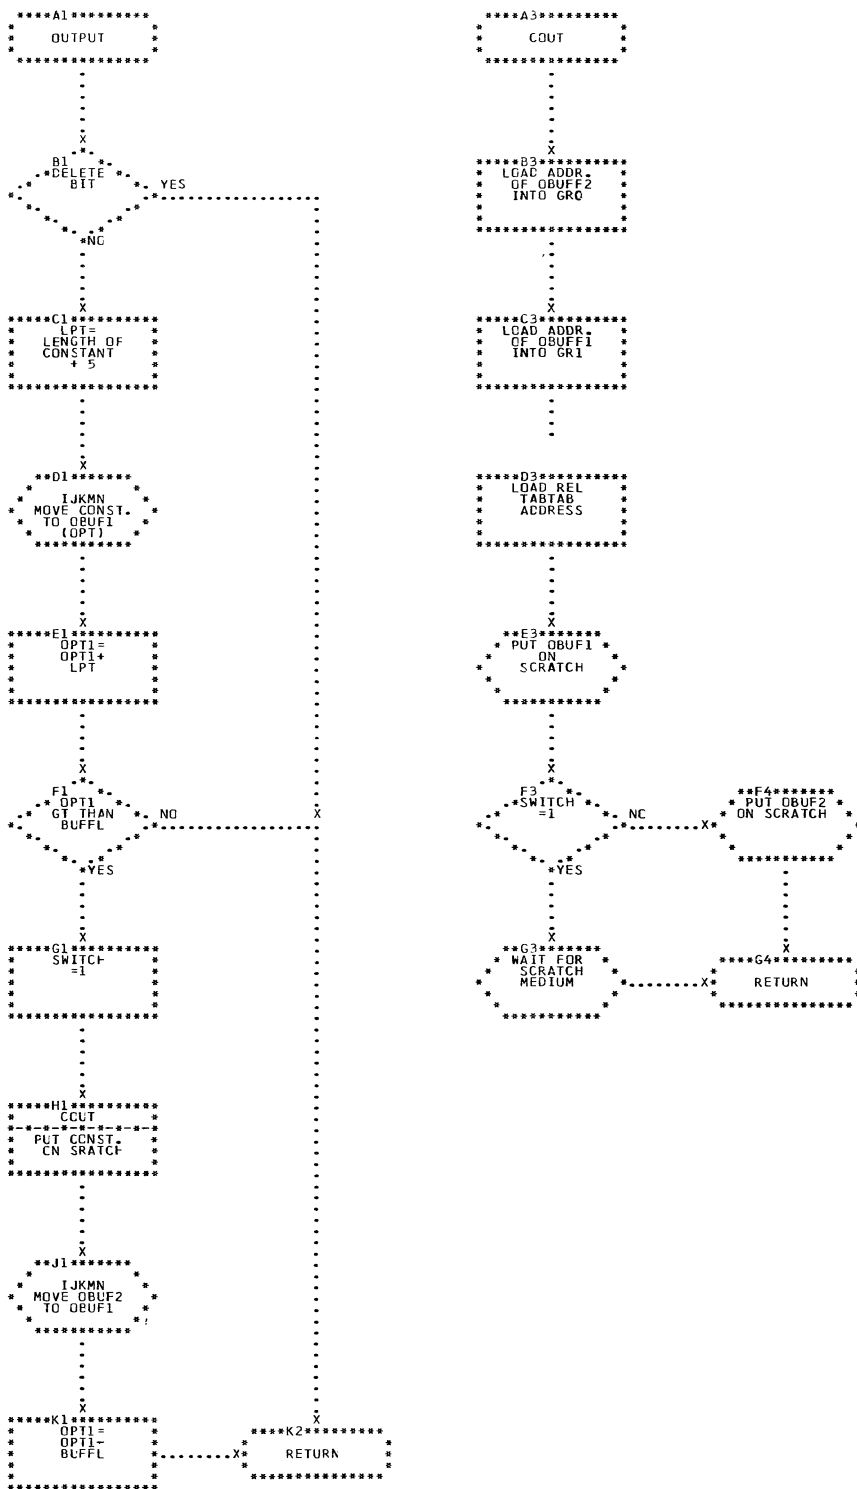 A1
OUTPUT
B1
DELETE
BIT
YES
NO
C1
LPT=
LENGTH OF
CONSTANT
+ 5
D1
IJKMN
MOVE CONST.
TO OBUF1
(OPT)
E1
OPT1=
OPT1+
LPT
F1
OPT1
GT THAN
BUFFL
NO
YES
G1
SWITCH
=1
H1
COUT
PUT CONST.
ON SRATCH
J1
IJKMN
MOVE OBUF2
TO OBUF1
K1
OPT1=
OPT1-
BUFFL
K2
RETURN
A3
COUT
B3
LOAD ADDR.
OF OBUFF2
INTO GR0
C3
LOAD ADDR.
OF OBUFF1
INTO GR1
D3
LOAD REL
TABTAB
ADDRESS
E3
PUT OBUF1
ON
SCRATCH
F3
SWITCH
=1
NO
YES
F4
PUT OBUF2
ON SCRATCH
G3
WAIT FOR
SCRATCH
MEDIUM
G4
RETURN